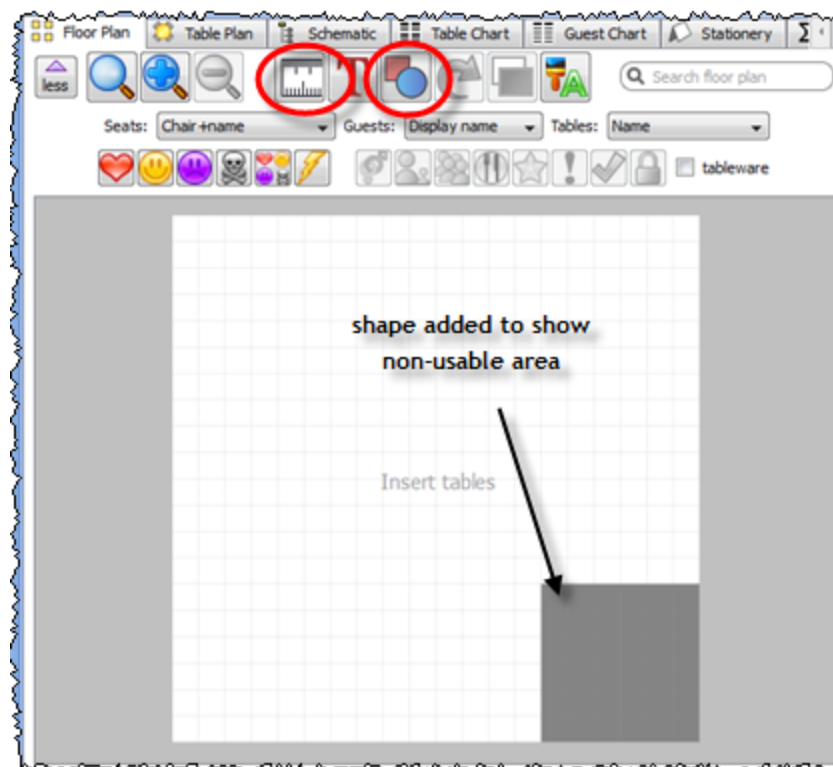 Floor Plan Table Plan Schematic Table Chart Guest Chart Stationery Σ
less T A Search floor plan
Seats: Chair+name Guests: Display name Tables: Name
tableware
shape added to show
non-usable area
Insert tables